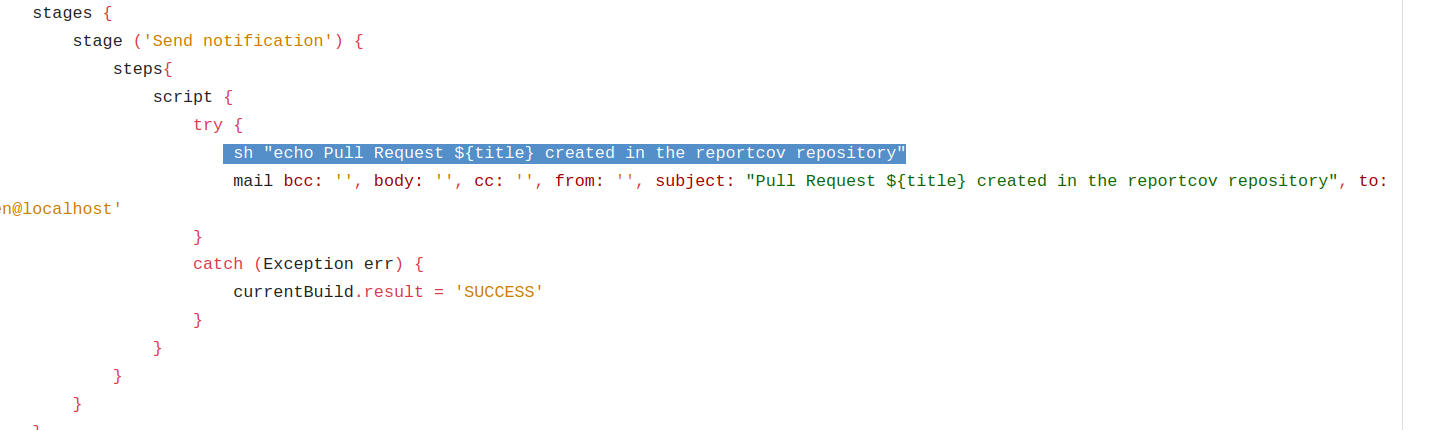 stages {
stage ('Send notification') {
steps{
script {
try {
sh "echo Pull Request ${title} created in the reportcov repository"
mail bcc: '', body: '', cc: '', from: '', subject: "Pull Request ${title} created in the reportcov repository", to:
en@localhost'
}
catch (Exception err) {
currentBuild.result = 'SUCCESS'
}
}
}
}
}